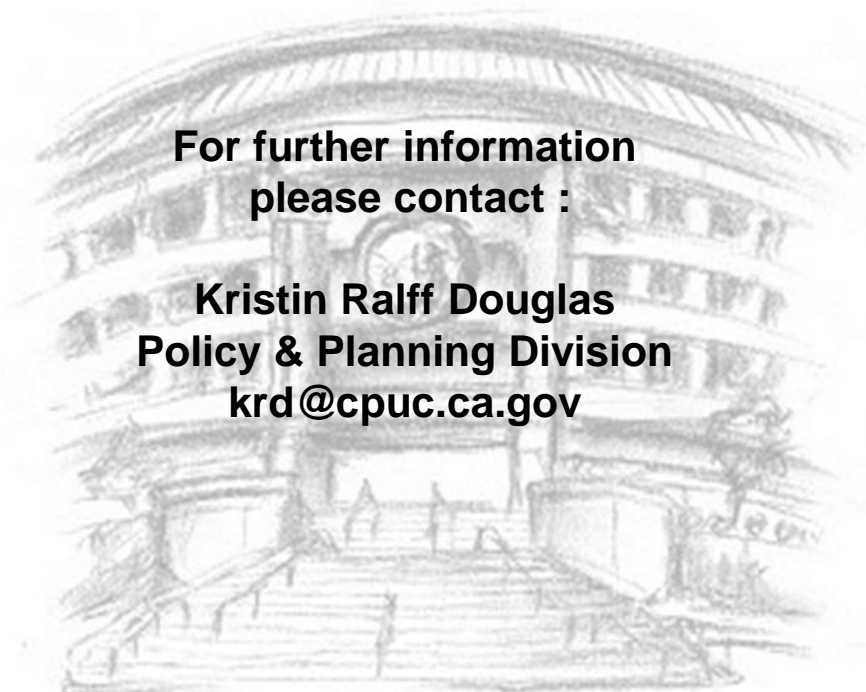 For further information
please contact :
Kristin Ralff Douglas
Policy & Planning Division
krd@cpuc.ca.gov